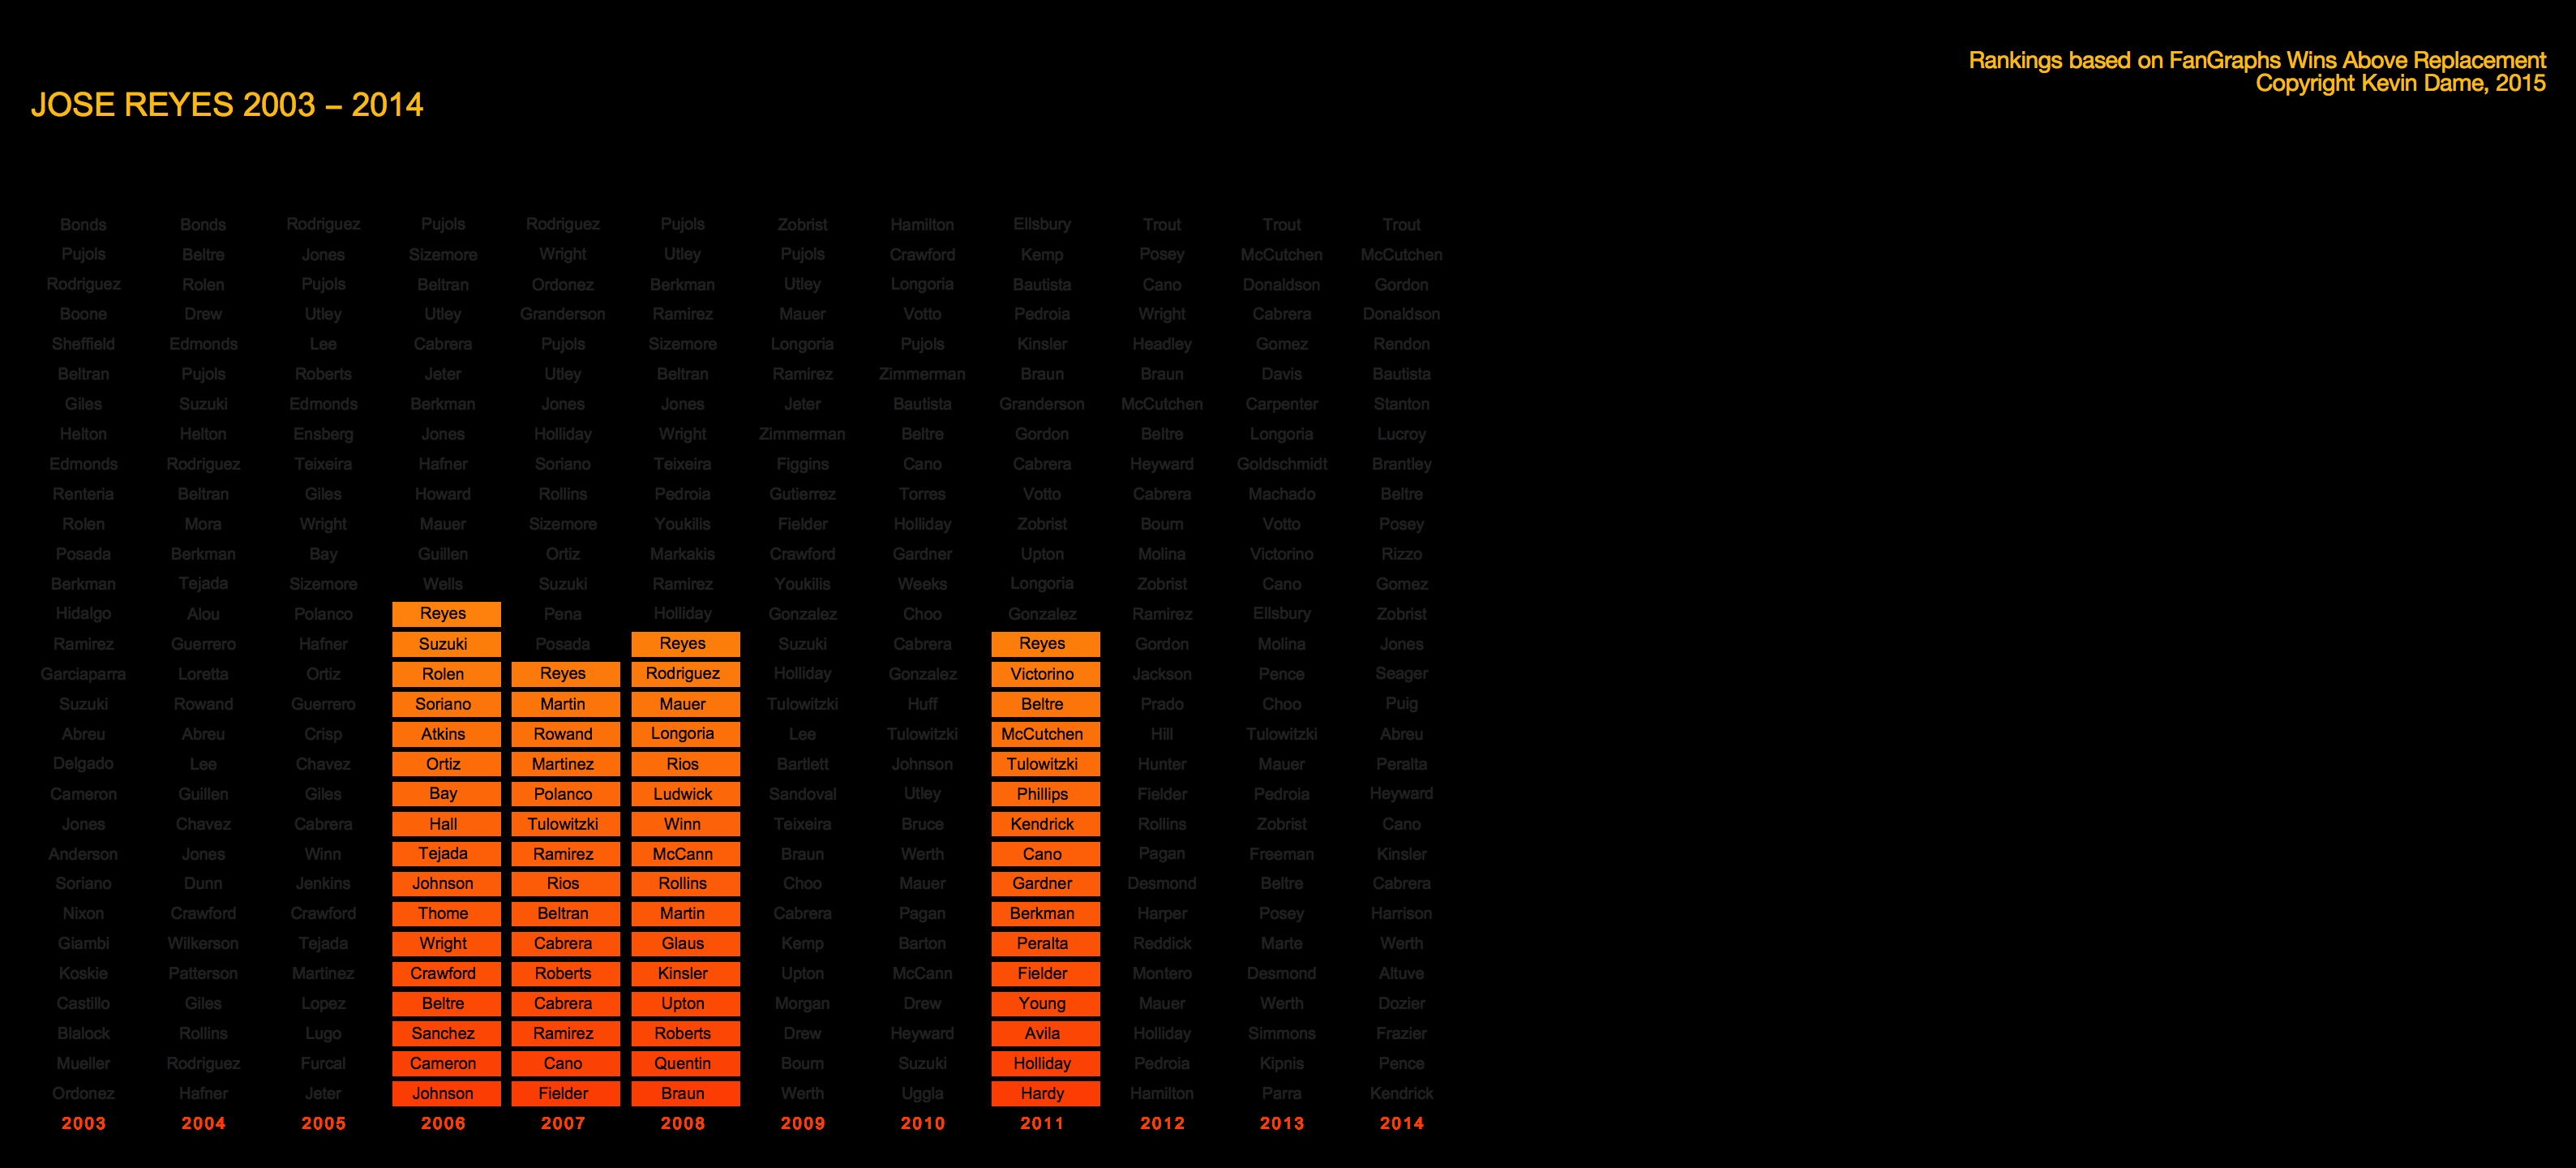 Rankings based on FanGraphs Wins Above Replacement
Copyright Kevin Dame, 2015
JOSE REYES 2003 – 2014
Bonds Bonds Rodriguez Pujols Rodriguez Pujols Zobrist Hamilton Ellsbury Trout Trout Trout
Pujols Beltre Jones Sizemore Wright Utley Pujols Crawford Kemp Posey McCutchen McCutchen
Rodriguez Rolen Pujols Beltran Ordonez Berkman Utley Longoria Bautista Cano Donaldson Gordon
Boone Drew Utley Utley Granderson Ramirez Mauer Votto Pedroia Wright Cabrera Donaldson
Sheffield Edmonds Lee Cabrera Pujols Sizemore Longoria Pujols Kinsler Headley Gomez Rendon
Beltran Pujols Roberts Jeter Utley Beltran Ramirez Zimmerman Braun Braun Davis Bautista
Giles Suzuki Edmonds Berkman Jones Jones Jeter Bautista Granderson McCutchen Carpenter Stanton
Helton Helton Ensberg Jones Holliday Wright Zimmerman Beltre Gordon Beltre Longoria Lucroy
Edmonds Rodriguez Teixeira Hafner Soriano Teixeira Figgins Cano Cabrera Heyward Goldschmidt Brantley
Renteria Beltran Giles Howard Rollins Pedroia Gutierrez Torres Votto Cabrera Machado Beltre
Rolen Mora Wright Mauer Sizemore Youkilis Fielder Holliday Zobrist Bourn Votto Posey
Posada Berkman Bay Guillen Ortiz Markakis Crawford Gardner Upton Molina Victorino Rizzo
Berkman Tejada Sizemore Wells Suzuki Ramirez Youkilis Weeks Longoria Zobrist Cano Gomez
Hidalgo Alou Polanco Reyes Pena Holliday Gonzalez Choo Gonzalez Ramirez Ellsbury Zobrist
Ramirez Guerrero Hafner Suzuki Posada Reyes Suzuki Cabrera Reyes Gordon Molina Jones
Garciaparra Loretta Ortiz Rolen Reyes Rodriguez Holliday Gonzalez Victorino Jackson Pence Seager
Suzuki Rowand Guerrero Soriano Martin Mauer Tulowitzki Huff Beltre Prado Choo Puig
Abreu Abreu Crisp Atkins Rowand Longoria Lee Tulowitzki McCutchen Hill Tulowitzki Abreu
Delgado Lee Chavez Ortiz Martinez Rios Bartlett Johnson Tulowitzki Hunter Mauer Peralta
Cameron Guillen Giles Bay Polanco Ludwick Sandoval Utley Phillips Fielder Pedroia Heyward
Jones Chavez Cabrera Hall Tulowitzki Winn Teixeira Bruce Kendrick Rollins Zobrist Cano
Anderson Jones Winn Tejada Ramirez McCann Braun Werth Cano Pagan Freeman Kinsler
Soriano Dunn Jenkins Johnson Rios Rollins Choo Mauer Gardner Desmond Beltre Cabrera
Nixon Crawford Crawford Thome Beltran Martin Cabrera Pagan Berkman Harper Posey Harrison
Giambi Wilkerson Tejada Wright Cabrera Glaus Kemp Barton Peralta Reddick Marte Werth
Koskie Patterson Martinez Crawford Roberts Kinsler Upton McCann Fielder Montero Desmond Altuve
Castillo Giles Lopez Beltre Cabrera Upton Morgan Drew Young Mauer Werth Dozier
Blalock Rollins Lugo Sanchez Ramirez Roberts Drew Heyward Avila Holliday Simmons Frazier
Mueller Rodriguez Furcal Cameron Cano Quentin Bourn Suzuki Holliday Pedroia Kipnis Pence
Ordonez Hafner Jeter Johnson Fielder Braun Werth Uggla Hardy Hamilton Parra Kendrick
2003 2004 2005 2006 2007 2008 2009 2010 2011 2012 2013 2014